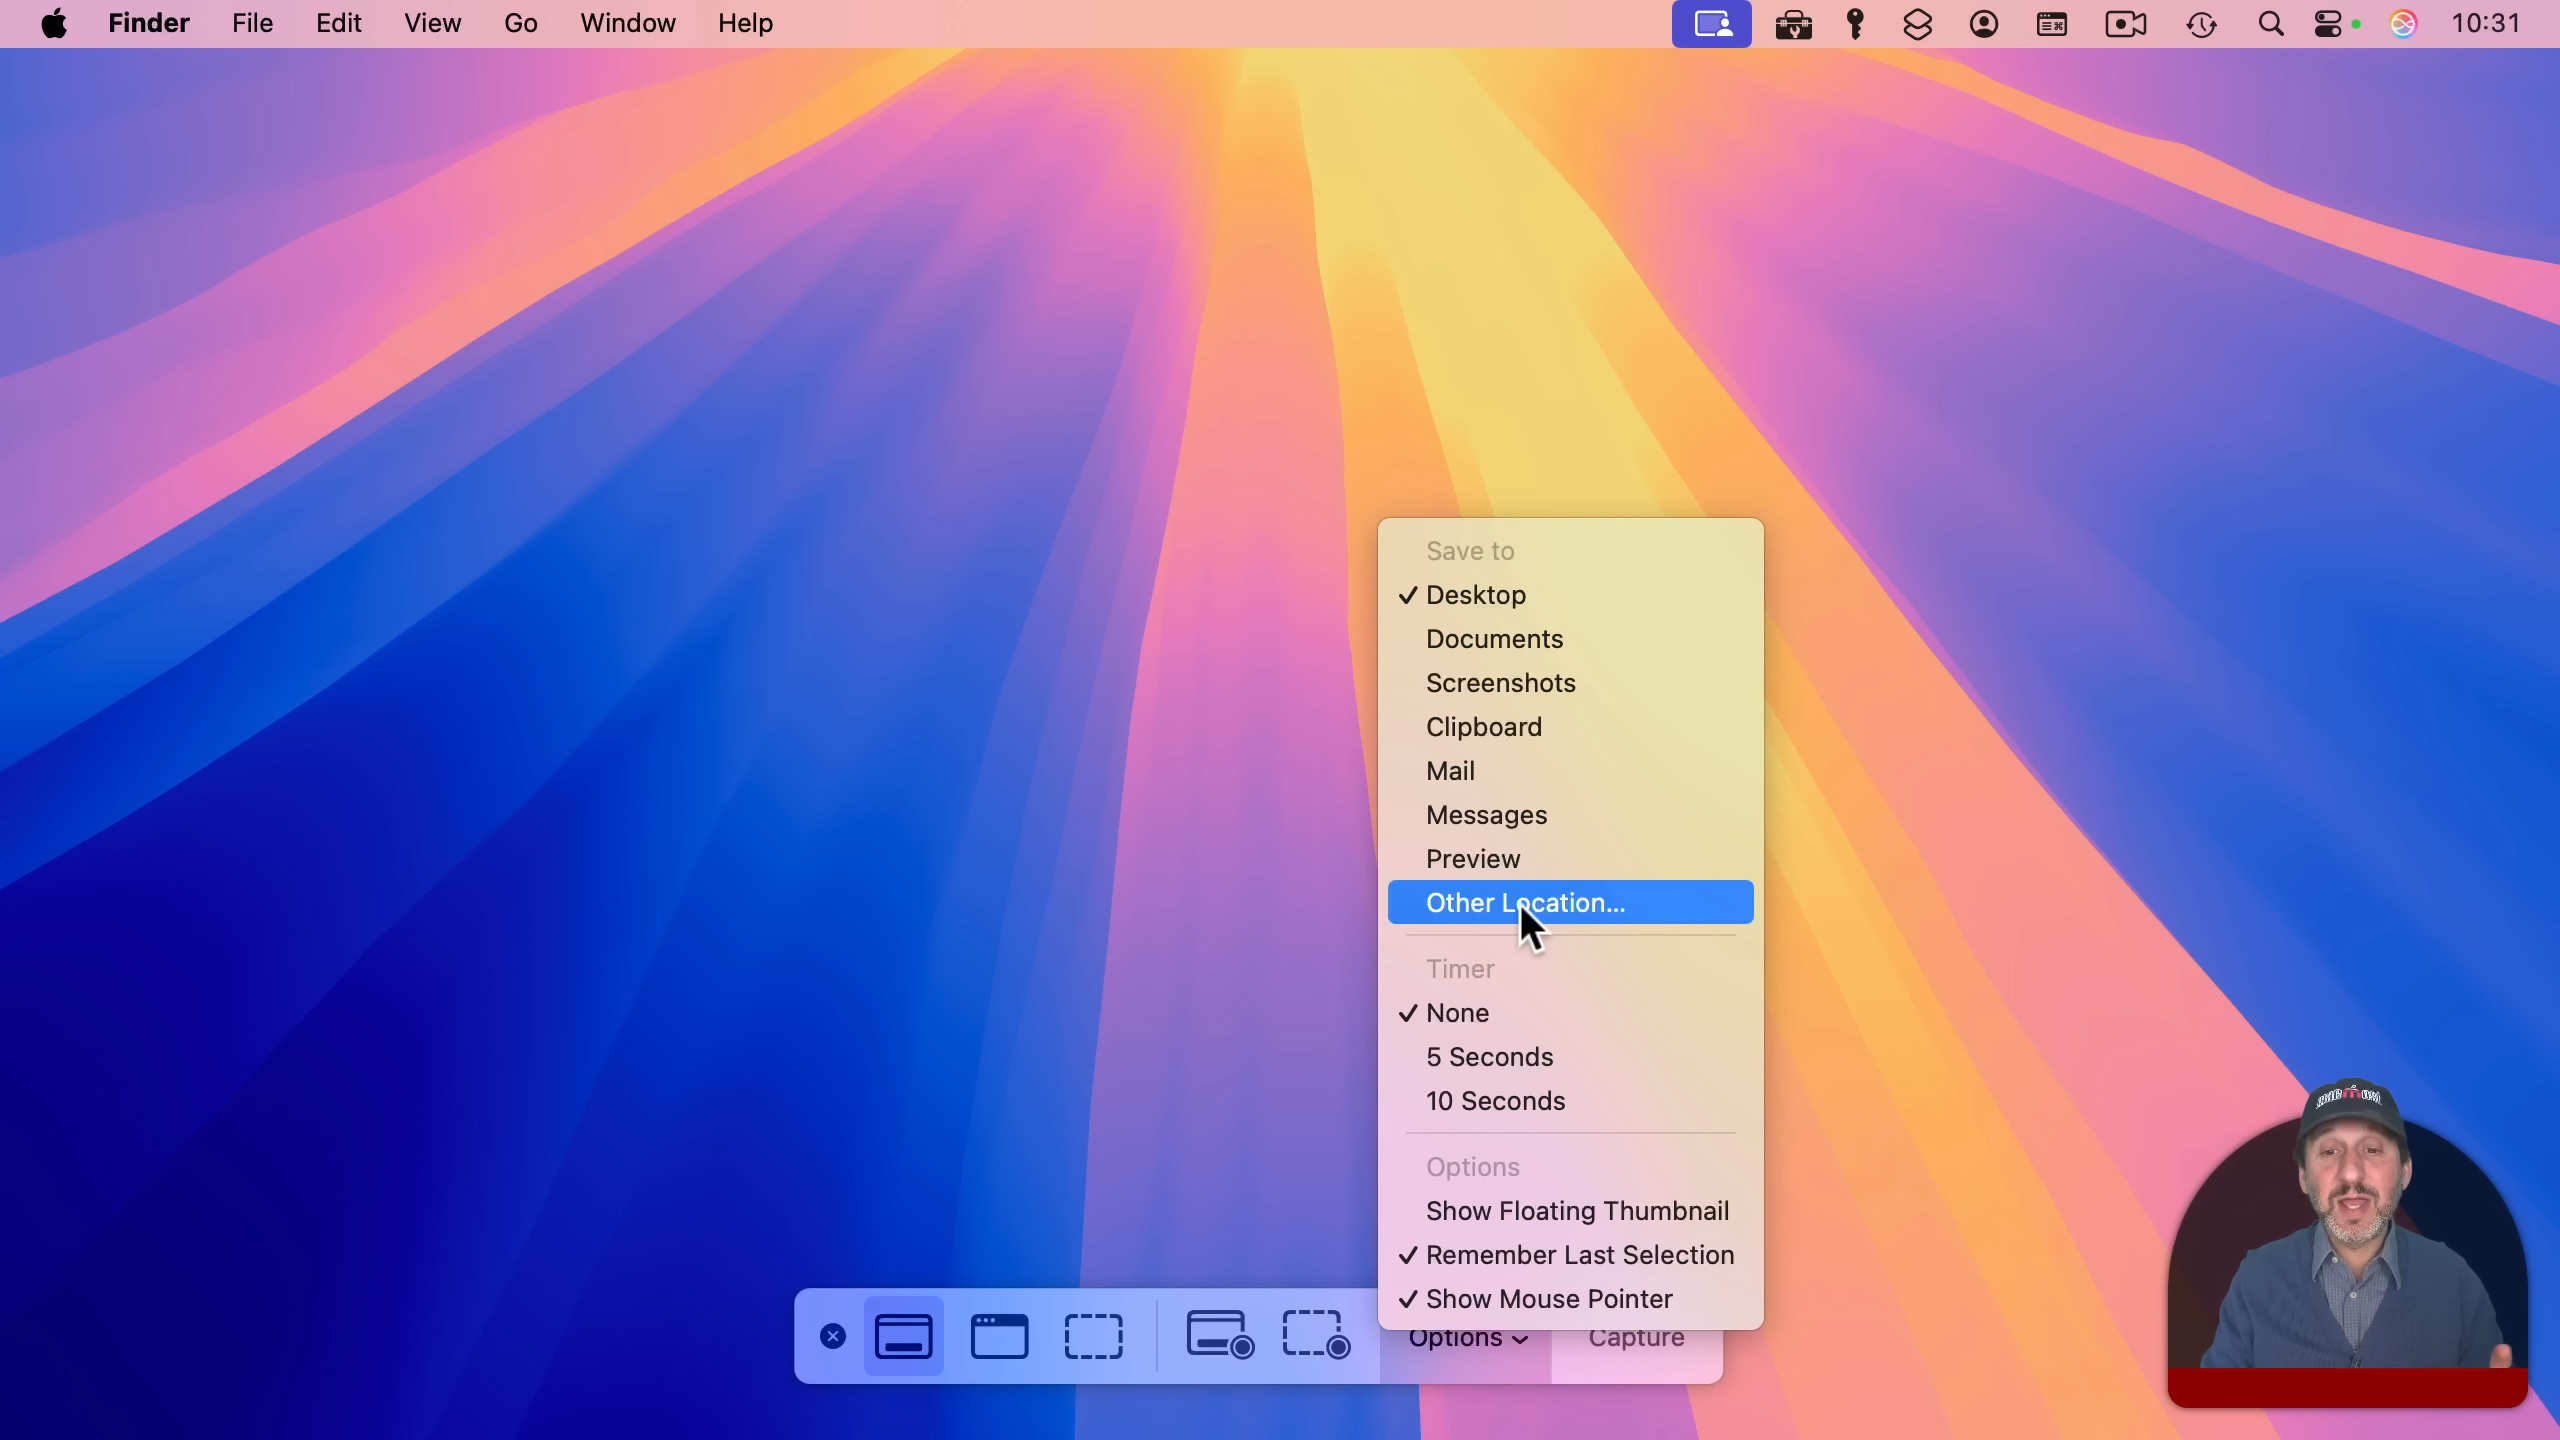 Finder File Edit View Go Window Help 10:31
Save to
✓ Desktop
Documents
Screenshots
Clipboard
Mail
Messages
Preview
Other Location...
Timer
✓ None
5 Seconds
10 Seconds
Options
Show Floating Thumbnail
✓ Remember Last Selection
✓ Show Mouse Pointer
Options Capture